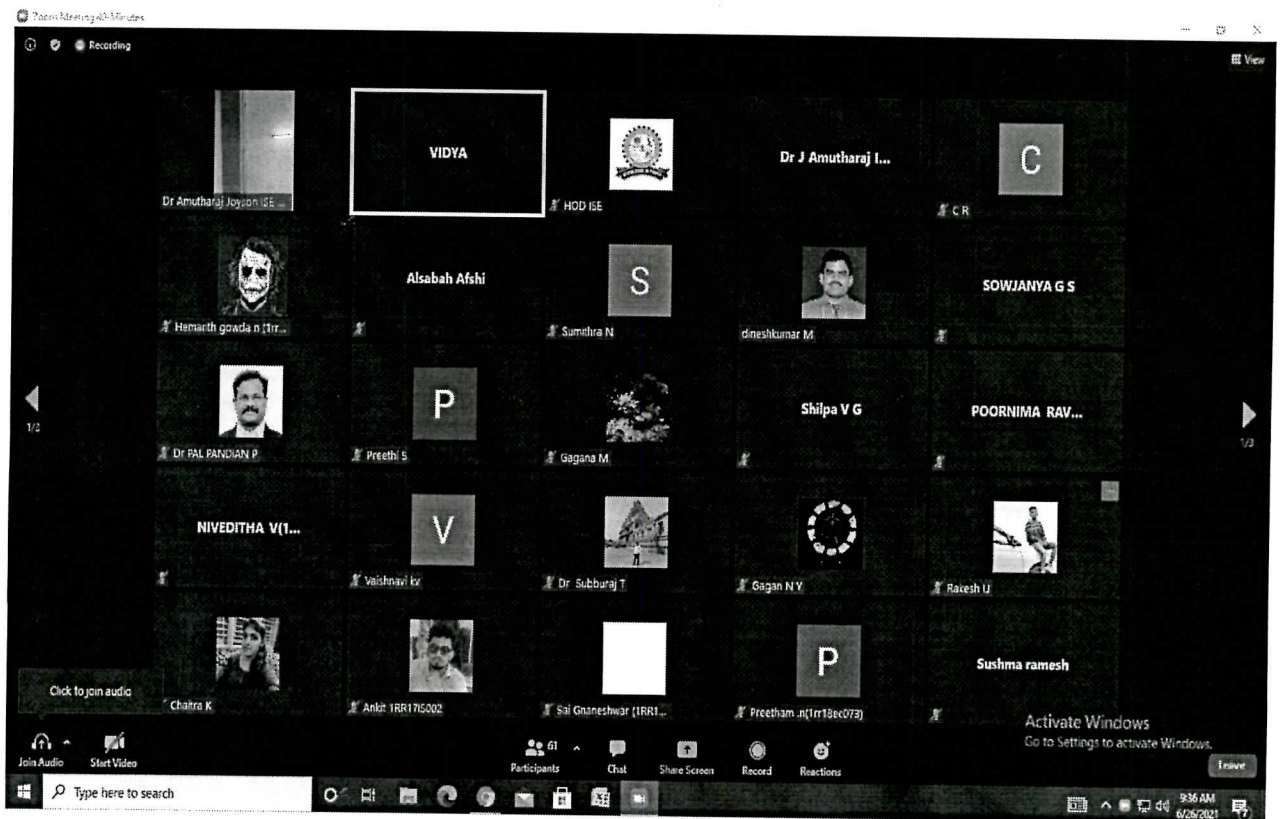 Zoom Meeting 40-Minutes
Recording
View
Dr Amutharaj Joyson ISE ...
VIDYA
HOD ISE
Dr J Amutharaj I...
C
C R
Hemanth gowda n (1rr...
Alsabah Afshi
S
Sumithra N
dineshkumar M
SOWJANYA G S
1/3
Dr PAL PANDIAN P
P
Preethi S
Gagana M
Shilpa V G
POORNIMA RAV...
1/3
NIVEDITHA V(1...
V
Vaishnavi kv
Dr Subburaj T
Gagan N Y
Rakesh U
Chaitra K
Ankit 1RR17IS002
Sai Gnaneshwar (1RR1...
P
Preetham .n(1rr18ec073)
Sushma ramesh
Click to join audio
Activate Windows
Go to Settings to activate Windows.
Join Audio
Start Video
61
Participants
Chat
Share Screen
Record
Reactions
Leave
Type here to search
9:36 AM
6/26/2021